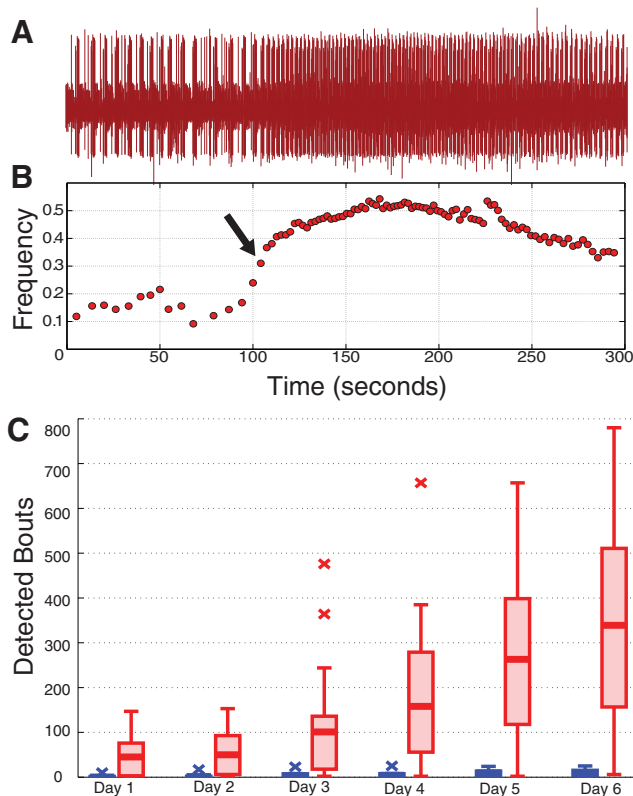 A
B
Frequency
0.5
0.4
0.3
0.2
0.1
0 50 100 150 200 250 300
Time (seconds)
C
Detected Bouts
800
700
600
500
400
300
200
100
0
Day 1 Day 2 Day 3 Day 4 Day 5 Day 6